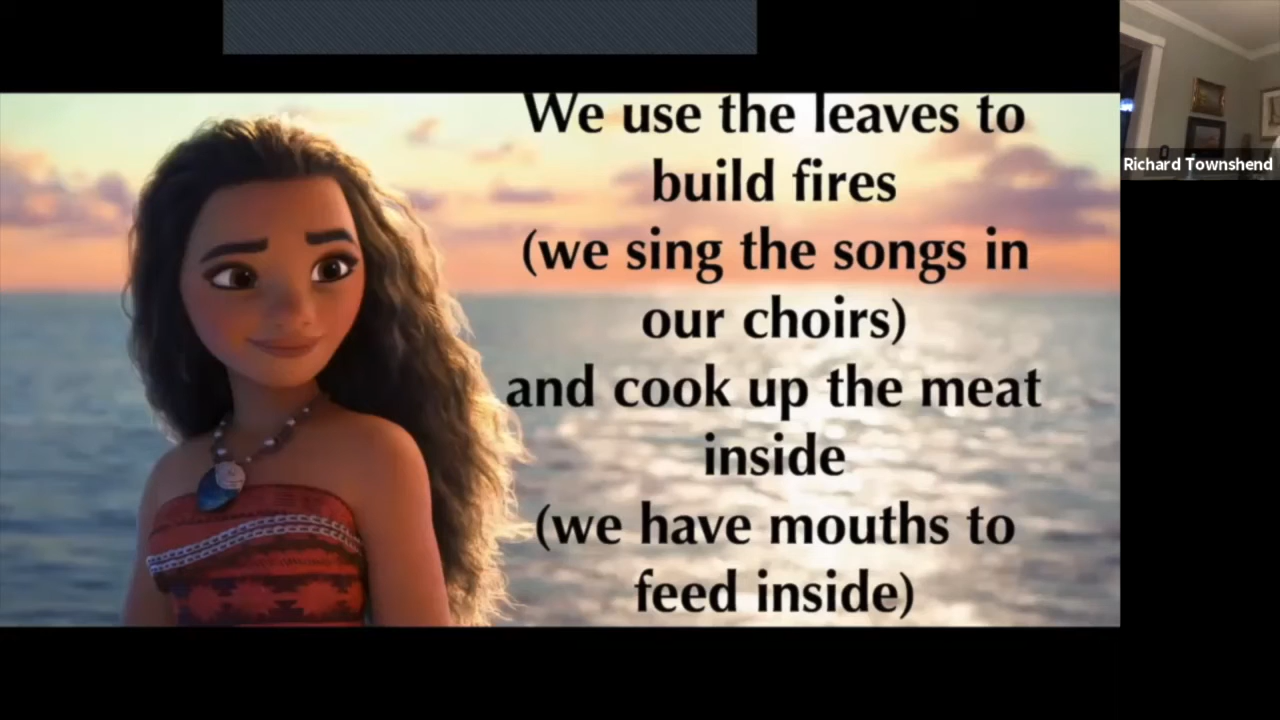 We use the leaves to
build fires
(we sing the songs in
our choirs)
and cook up the meat
inside
(we have mouths to
feed inside)
Richard Townshend